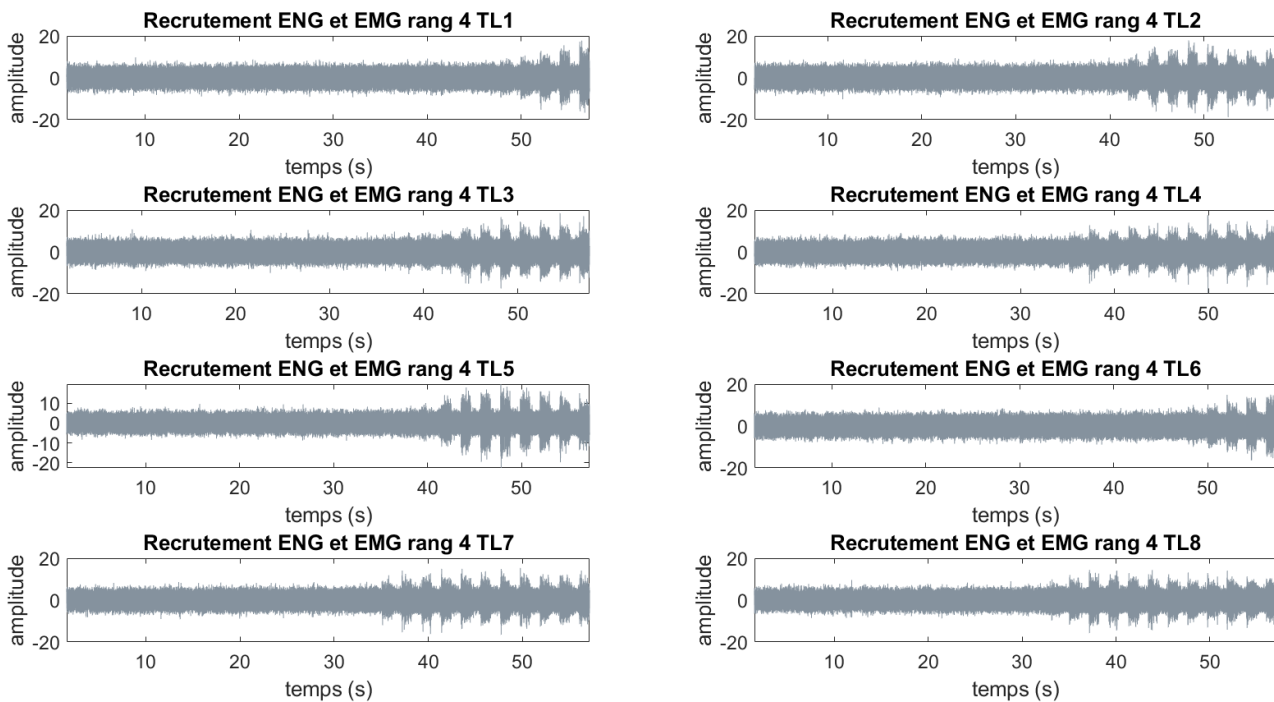 Recrutement ENG et EMG rang 4 TL1
20
0
-20
amplitude
10 20 30 40 50
temps (s)
Recrutement ENG et EMG rang 4 TL2
20
0
-20
amplitude
10 20 30 40 50
temps (s)
Recrutement ENG et EMG rang 4 TL3
20
0
-20
amplitude
10 20 30 40 50
temps (s)
Recrutement ENG et EMG rang 4 TL4
20
0
-20
amplitude
10 20 30 40 50
temps (s)
Recrutement ENG et EMG rang 4 TL5
10
0
-10
-20
amplitude
10 20 30 40 50
temps (s)
Recrutement ENG et EMG rang 4 TL6
20
0
-20
amplitude
10 20 30 40 50
temps (s)
Recrutement ENG et EMG rang 4 TL7
20
0
-20
amplitude
10 20 30 40 50
temps (s)
Recrutement ENG et EMG rang 4 TL8
20
0
-20
amplitude
10 20 30 40 50
temps (s)